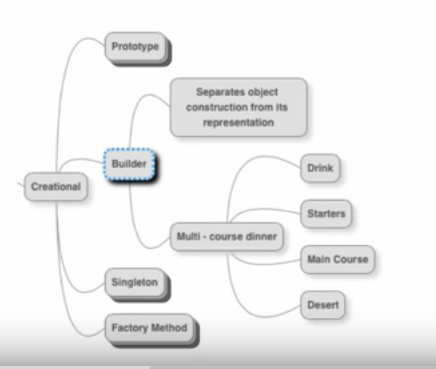 Prototype
Separates object
construction from its
representation
Builder
Creational
Drink
Starters
Multi - course dinner
Main Course
Singleton
Desert
Factory Method